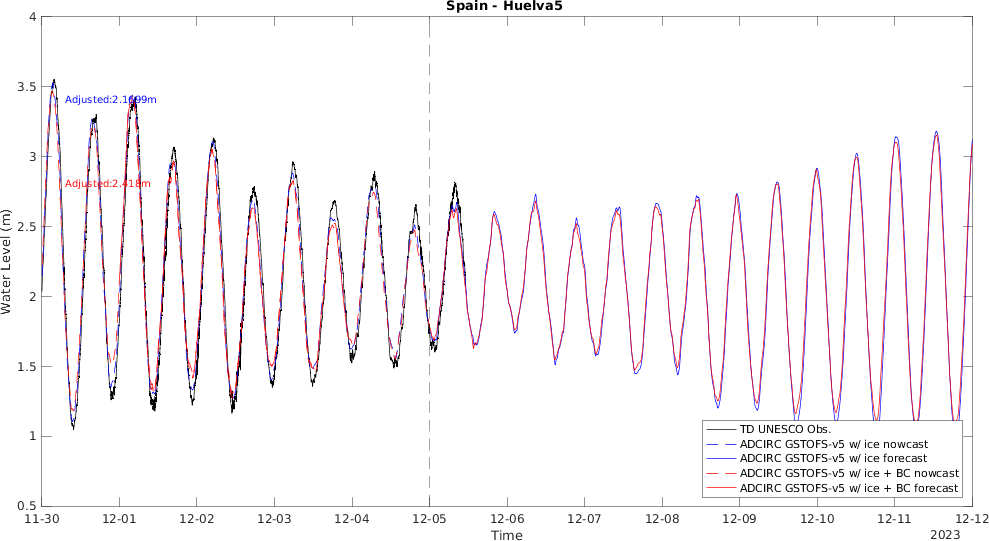 Spain - Huelva5
4
3.5
3
2.5
2
1.5
1
0.5
Water Level (m)
Adjusted:2.1699m
Adjusted:2.418m
TD UNESCO Obs.
ADCIRC GSTOFS-v5 w/ ice nowcast
ADCIRC GSTOFS-v5 w/ ice forecast
ADCIRC GSTOFS-v5 w/ ice + BC nowcast
ADCIRC GSTOFS-v5 w/ ice + BC forecast
11-30 12-01 12-02 12-03 12-04 12-05 12-06 12-07 12-08 12-09 12-10 12-11 12-12
Time
2023